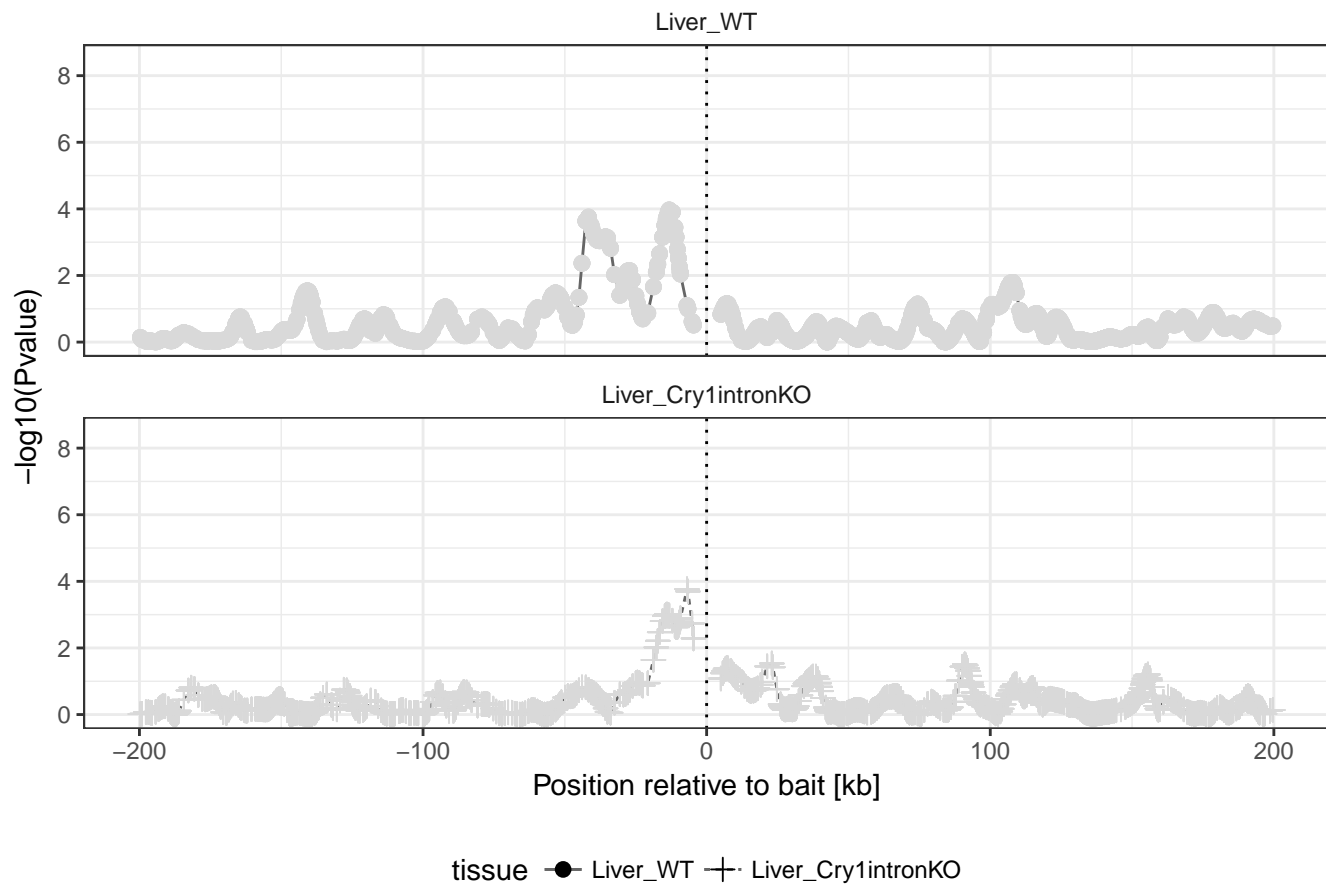 Liver_WT
8
6
4
2
0
Liver_Cry1intronKO
8
6
4
2
0
−log10(Pvalue)
−200 −100 0 100 200
Position relative to bait [kb]
tissue Liver_WT Liver_Cry1intronKO